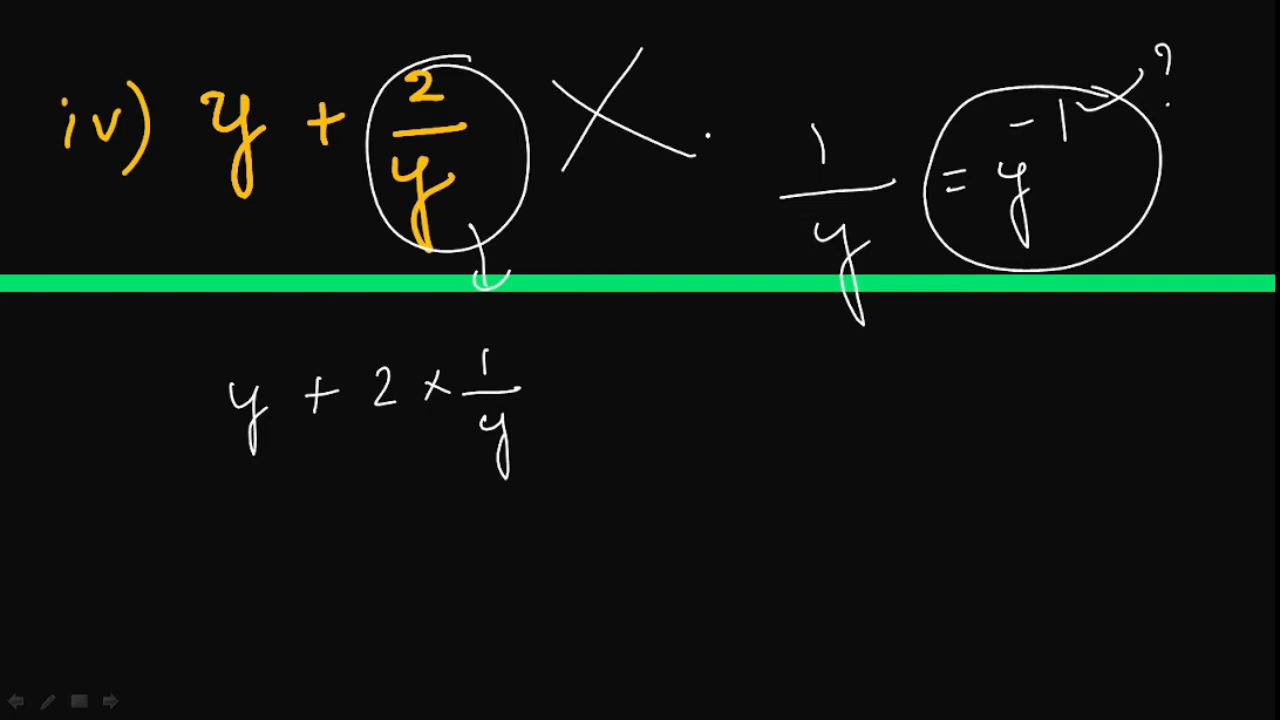 iv) y + 2/y ✗ .
1/y = y^-1 ?
y + 2 × 1/y